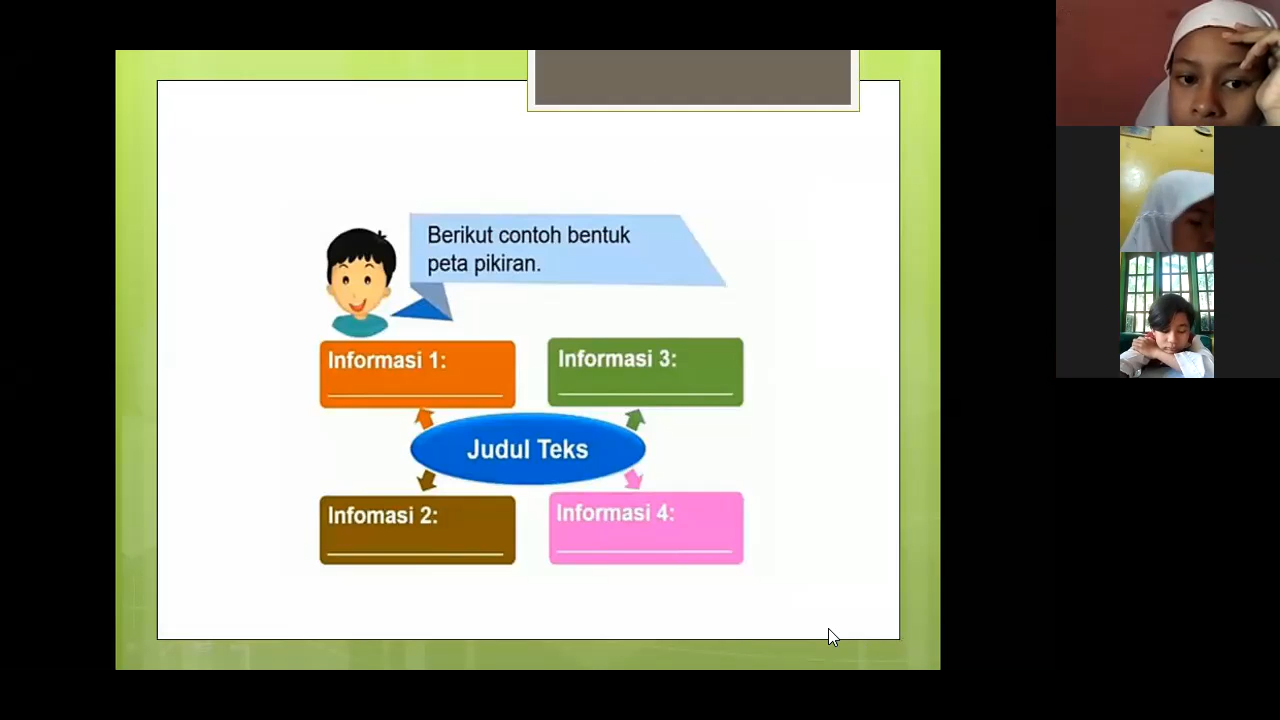 Berikut contoh bentuk
peta pikiran.
Informasi 1:
Informasi 3:
Judul Teks
Infomasi 2:
Informasi 4: